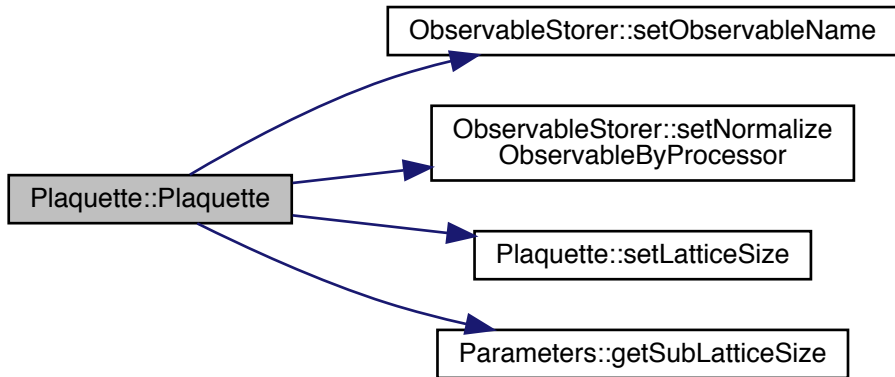 ObservableStorer::setObservableName
ObservableStorer::setNormalize
ObservableByProcessor
Plaquette::Plaquette
Plaquette::setLatticeSize
Parameters::getSubLatticeSize